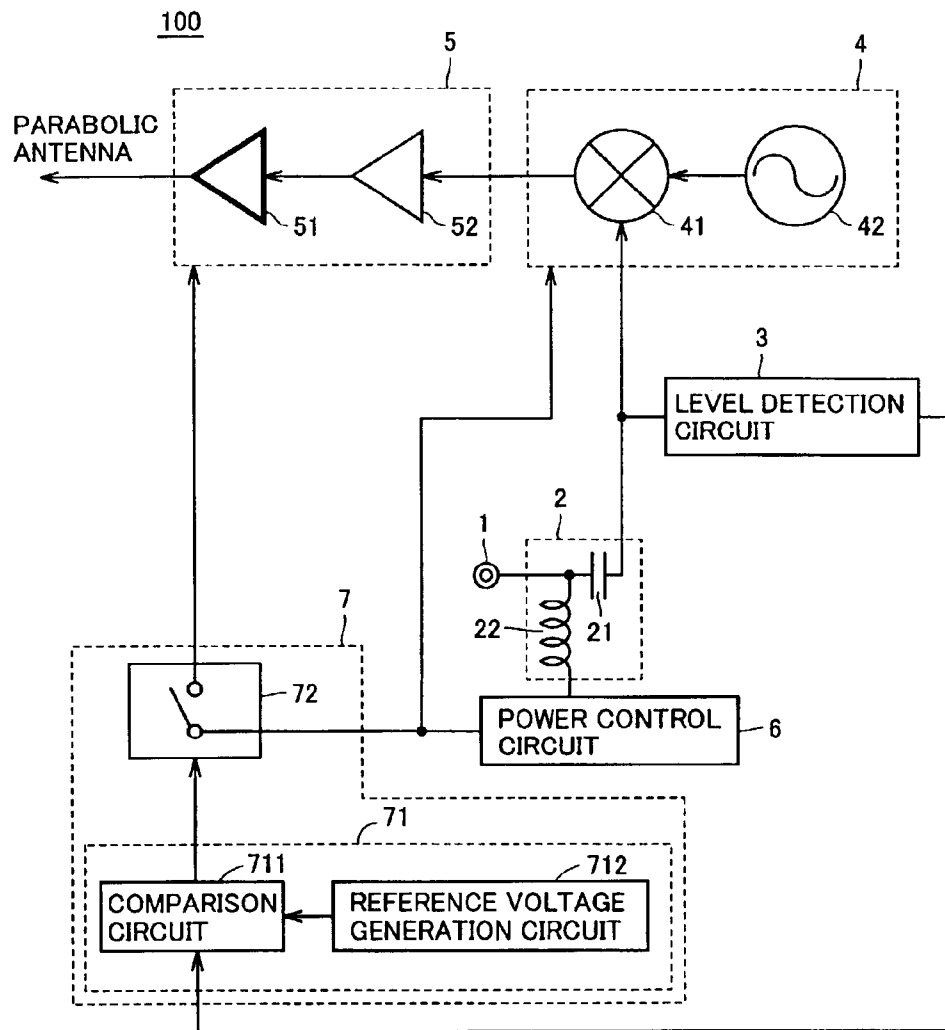 100
5
4
PARABOLIC
ANTENNA
51
52
41
42
3
LEVEL DETECTION
CIRCUIT
1
2
22
21
7
72
POWER CONTROL
CIRCUIT
6
71
711
712
COMPARISON
CIRCUIT
REFERENCE VOLTAGE
GENERATION CIRCUIT